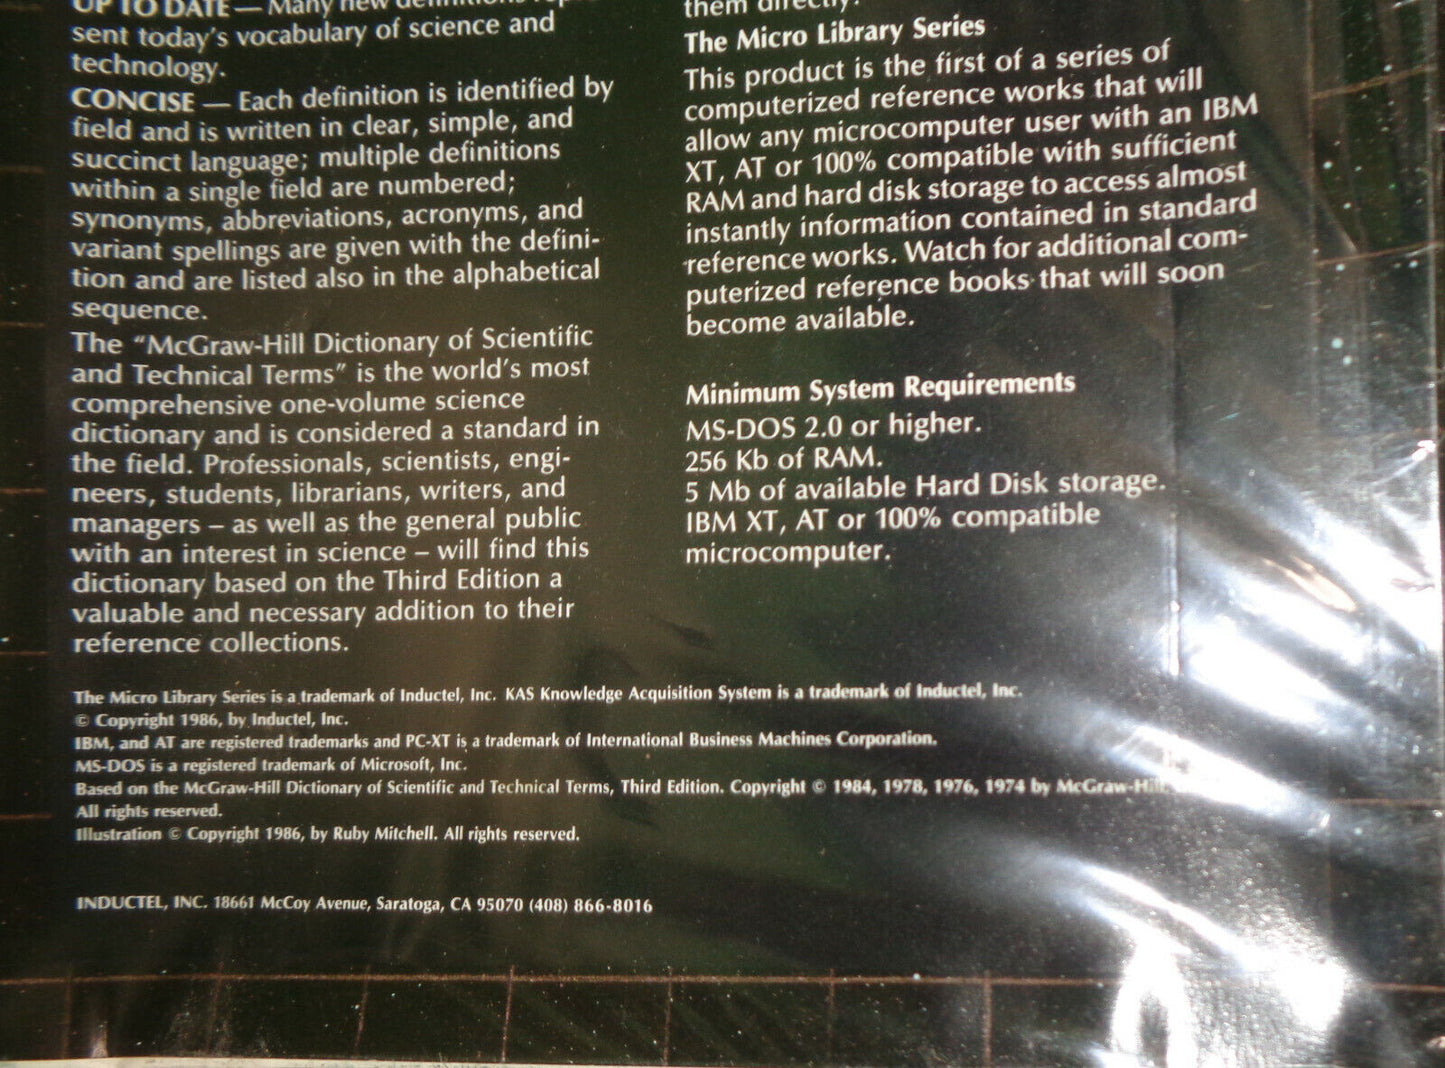 UP TO DATE — Many new definitions repre-
sent today's vocabulary of science and
technology.
CONCISE — Each definition is identified by
field and is written in clear, simple, and
succinct language; multiple definitions
within a single field are numbered;
synonyms, abbreviations, acronyms, and
variant spellings are given with the defini-
tion and are listed also in the alphabetical
sequence.
The "McGraw-Hill Dictionary of Scientific
and Technical Terms" is the world's most
comprehensive one-volume science
dictionary and is considered a standard in
the field. Professionals, scientists, engi-
neers, students, librarians, writers, and
managers – as well as the general public
with an interest in science – will find this
dictionary based on the Third Edition a
valuable and necessary addition to their
reference collections.
them directly.
The Micro Library Series
This product is the first of a series of
computerized reference works that will
allow any microcomputer user with an IBM
XT, AT or 100% compatible with sufficient
RAM and hard disk storage to access almost
instantly information contained in standard
reference works. Watch for additional com-
puterized reference books that will soon
become available.
Minimum System Requirements
MS-DOS 2.0 or higher.
256 Kb of RAM.
5 Mb of available Hard Disk storage.
IBM XT, AT or 100% compatible
microcomputer.
The Micro Library Series is a trademark of Inductel, Inc. KAS Knowledge Acquisition System is a trademark of Inductel, Inc.
© Copyright 1986, by Inductel, Inc.
IBM, and AT are registered trademarks and PC-XT is a trademark of International Business Machines Corporation.
MS-DOS is a registered trademark of Microsoft, Inc.
Based on the McGraw-Hill Dictionary of Scientific and Technical Terms, Third Edition. Copyright © 1984, 1978, 1976, 1974 by McGraw-Hill
All rights reserved.
Illustration © Copyright 1986, by Ruby Mitchell. All rights reserved.
INDUCTEL, INC. 18661 McCoy Avenue, Saratoga, CA 95070 (408) 866-8016